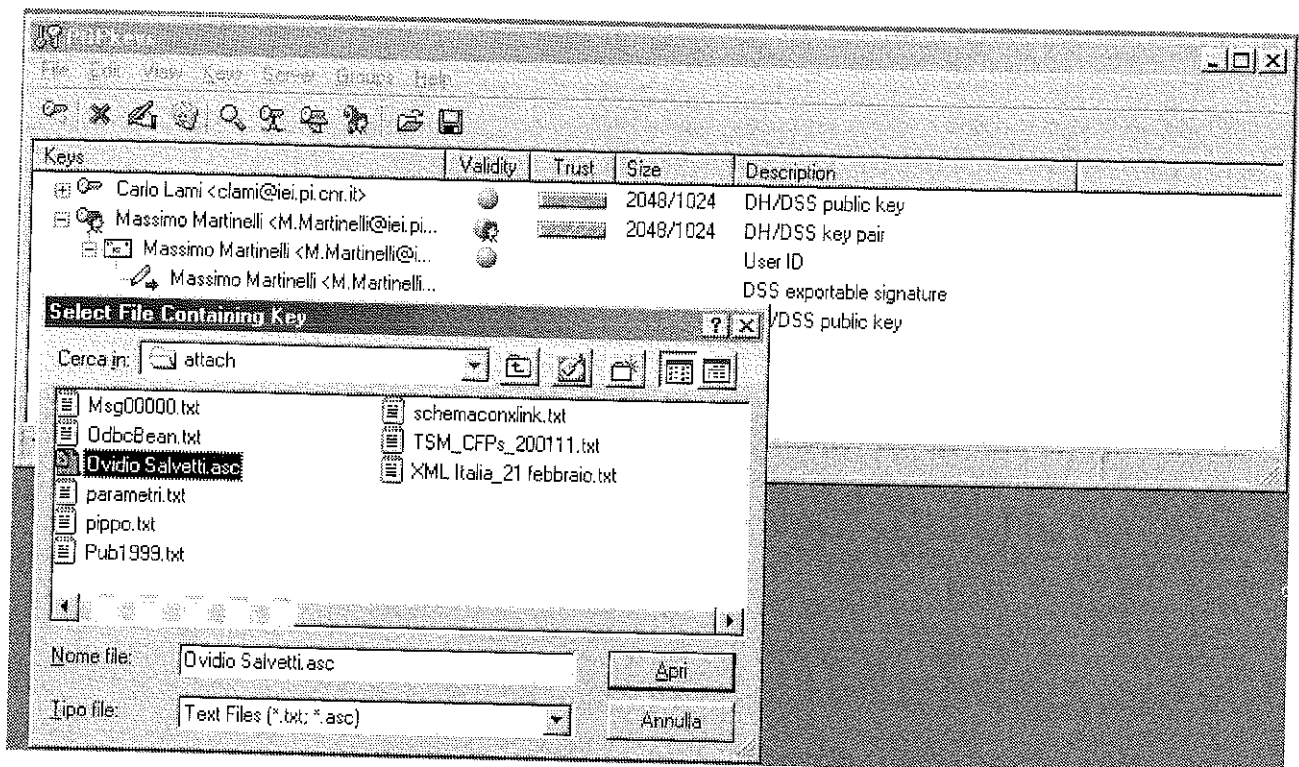 PGPkeys
File Edit View Keys Server Groups Help
Keys Validity Trust Size Description
Carlo Lami <clami@iei.pi.cnr.it> 2048/1024 DH/DSS public key
Massimo Martinelli <M.Martinelli@iei.pi... 2048/1024 DH/DSS key pair
Massimo Martinelli <M.Martinelli@i... User ID
Massimo Martinelli <M.Martinelli... DSS exportable signature
/DSS public key
Select File Containing Key
Cerca in: attach
Msg00000.txt
OdbcBean.txt
Ovidio Salvetti.asc
parametri.txt
pippo.txt
Pub1999.txt
schemaconxlink.txt
TSM_CFPs_200111.txt
XML Italia_21 febbraio.txt
Nome file: Ovidio Salvetti.asc Apri
Tipo file: Text Files (*.txt; *.asc) Annulla